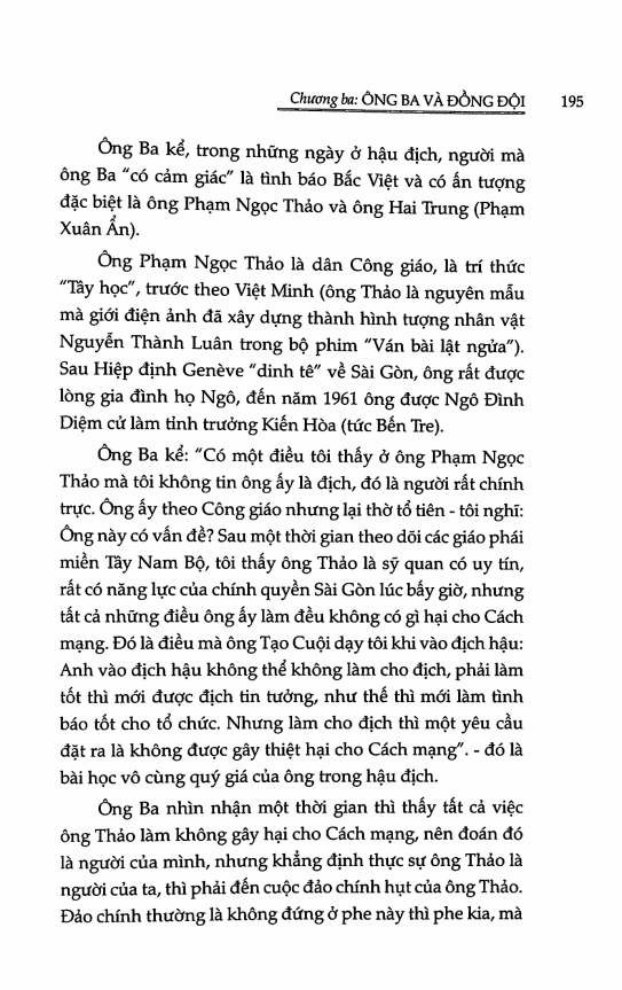 Chương ba: ÔNG BA VÀ ĐỒNG ĐỘI 195
Ông Ba kể, trong những ngày ở hậu địch, người mà
ông Ba "có cảm giác" là tình báo Bắc Việt và có ấn tượng
đặc biệt là ông Phạm Ngọc Thảo và ông Hai Trung (Phạm
Xuân Ẩn).
Ông Phạm Ngọc Thảo là dân Công giáo, là trí thức
"Tây học", trước theo Việt Minh (ông Thảo là nguyên mẫu
mà giới điện ảnh đã xây dựng thành hình tượng nhân vật
Nguyễn Thành Luân trong bộ phim "Ván bài lật ngửa").
Sau Hiệp định Genève "dinh tê" về Sài Gòn, ông rất được
lòng gia đình họ Ngô, đến năm 1961 ông được Ngô Đình
Diệm cử làm tỉnh trưởng Kiến Hòa (tức Bến Tre).
Ông Ba kể: "Có một điều tôi thấy ở ông Phạm Ngọc
Thảo mà tôi không tin ông ấy là địch, đó là người rất chính
trực. Ông ấy theo Công giáo nhưng lại thờ tổ tiên - tôi nghĩ:
Ông này có vấn đề? Sau một thời gian theo dõi các giáo phái
miền Tây Nam Bộ, tôi thấy ông Thảo là sỹ quan có uy tín,
rất có năng lực của chính quyền Sài Gòn lúc bấy giờ, nhưng
tất cả những điều ông ấy làm đều không có gì hại cho Cách
mạng. Đó là điều mà ông Tạo Cuội dạy tôi khi vào địch hậu:
Anh vào địch hậu không thể không làm cho địch, phải làm
tốt thì mới được địch tin tưởng, như thế thì mới làm tình
báo tốt cho tổ chức. Nhưng làm cho địch thì một yêu cầu
đặt ra là không được gây thiệt hại cho Cách mạng". - đó là
bài học vô cùng quý giá của ông trong hậu địch.
Ông Ba nhìn nhận một thời gian thì thấy tất cả việc
ông Thảo làm không gây hại cho Cách mạng, nên đoán đó
là người của mình, nhưng khẳng định thực sự ông Thảo là
người của ta, thì phải đến cuộc đảo chính hụt của ông Thảo.
Đảo chính thường là không đứng ở phe này thì phe kia, mà